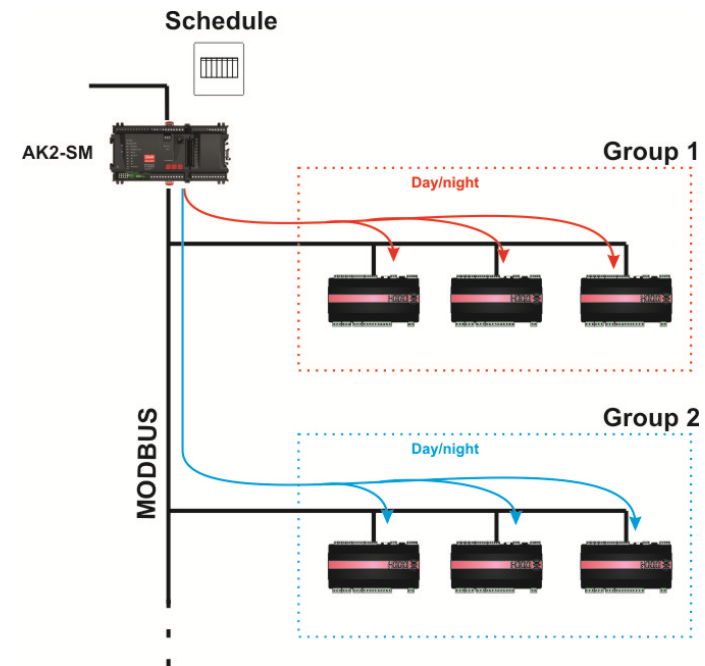 Schedule
AK2-SM
Group 1
Day/night
MODBUS
Group 2
Day/night